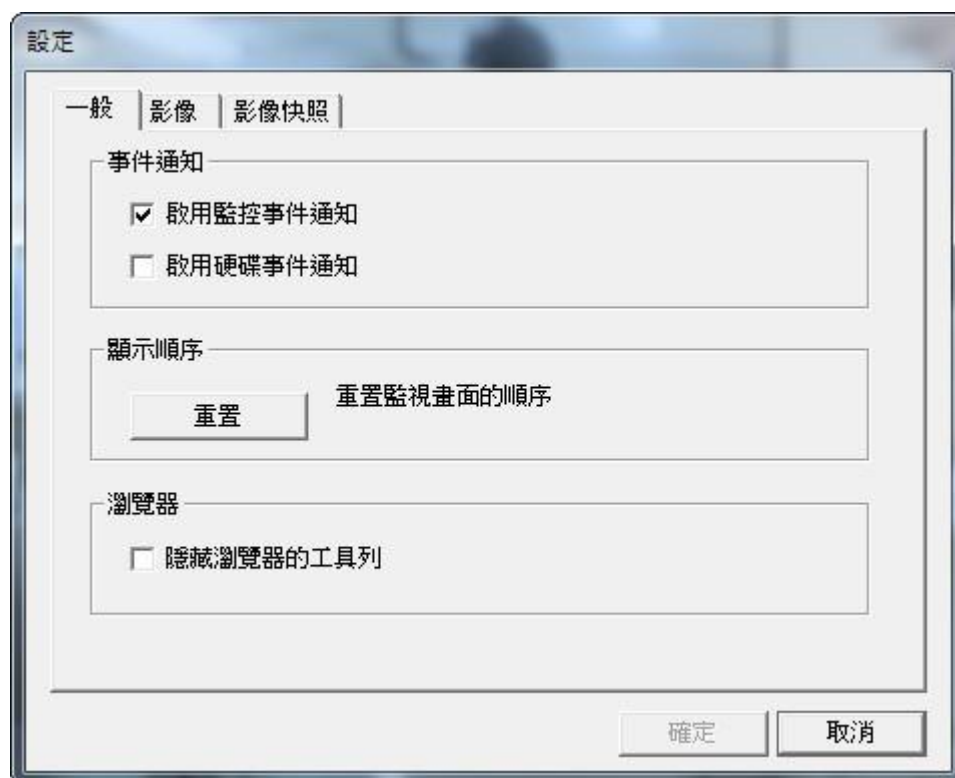 設定
一般
影像
影像快照
事件通知
啟用監控事件通知
啟用硬碟事件通知
顯示順序
重置
重置監視畫面的順序
瀏覽器
隱藏瀏覽器的工具列
確定
取消